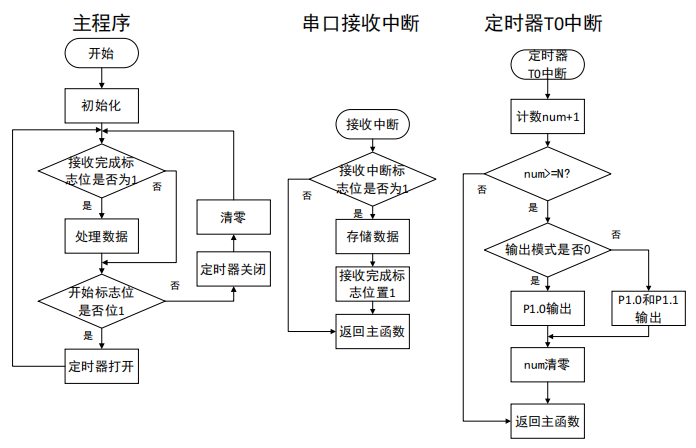 主程序
开始
初始化
接收完成标
志位是否为1
否
是
处理数据
开始标志位
是否位1
否
是
定时器打开
清零
定时器关闭
串口接收中断
接收中断
接收中断标
志位是否为1
否
是
存储数据
接收完成标
志位置1
返回主函数
定时器T0中断
定时器
T0中断
计数num+1
num>=N?
否
是
输出模式是否0
否
是
P1.0输出
P1.0和P1.1
输出
num清零
返回主函数